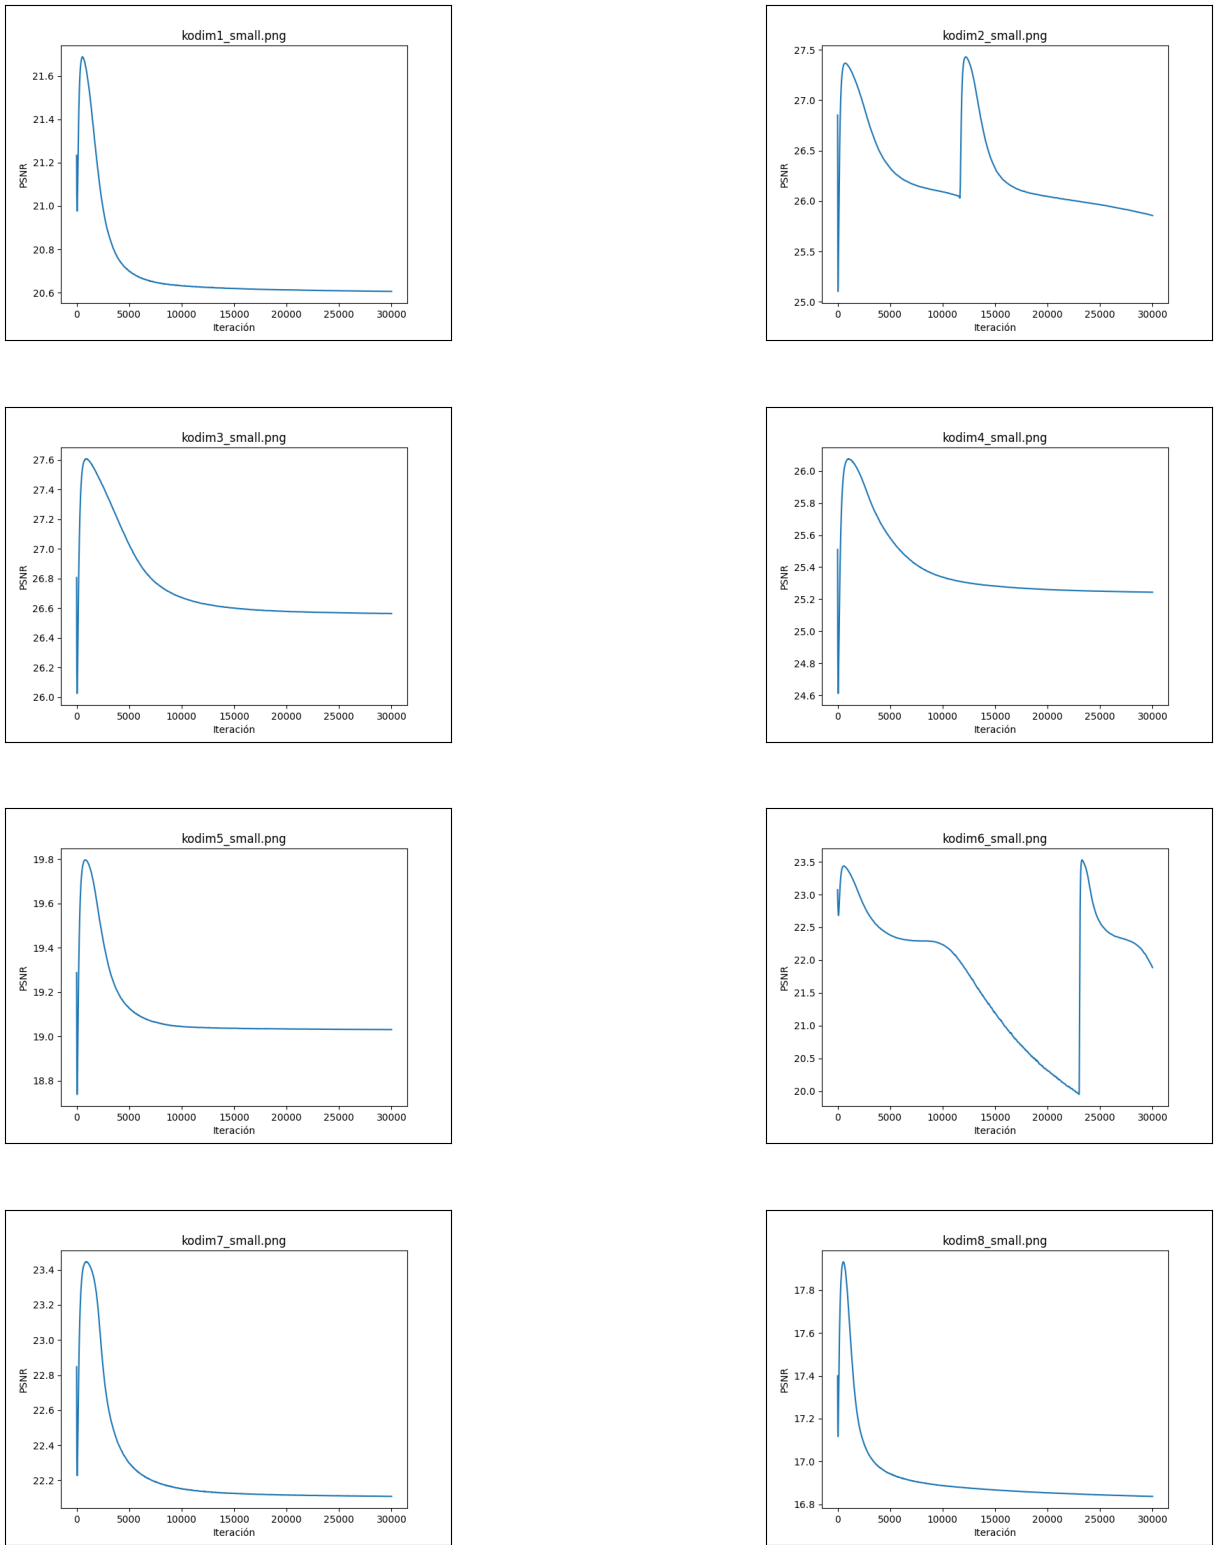 kodim1_small.png
21.6
21.4
21.2
21.0
20.8
20.6
PSNR
0 5000 10000 15000 20000 25000 30000
Iteración
kodim2_small.png
27.5
27.0
26.5
26.0
25.5
25.0
PSNR
0 5000 10000 15000 20000 25000 30000
Iteración
kodim3_small.png
27.6
27.4
27.2
27.0
26.8
26.6
26.4
26.2
26.0
PSNR
0 5000 10000 15000 20000 25000 30000
Iteración
kodim4_small.png
26.0
25.8
25.6
25.4
25.2
25.0
24.8
24.6
PSNR
0 5000 10000 15000 20000 25000 30000
Iteración
kodim5_small.png
19.8
19.6
19.4
19.2
19.0
18.8
PSNR
0 5000 10000 15000 20000 25000 30000
Iteración
kodim6_small.png
23.5
23.0
22.5
22.0
21.5
21.0
20.5
20.0
PSNR
0 5000 10000 15000 20000 25000 30000
Iteración
kodim7_small.png
23.4
23.2
23.0
22.8
22.6
22.4
22.2
PSNR
0 5000 10000 15000 20000 25000 30000
Iteración
kodim8_small.png
17.8
17.6
17.4
17.2
17.0
16.8
PSNR
0 5000 10000 15000 20000 25000 30000
Iteración